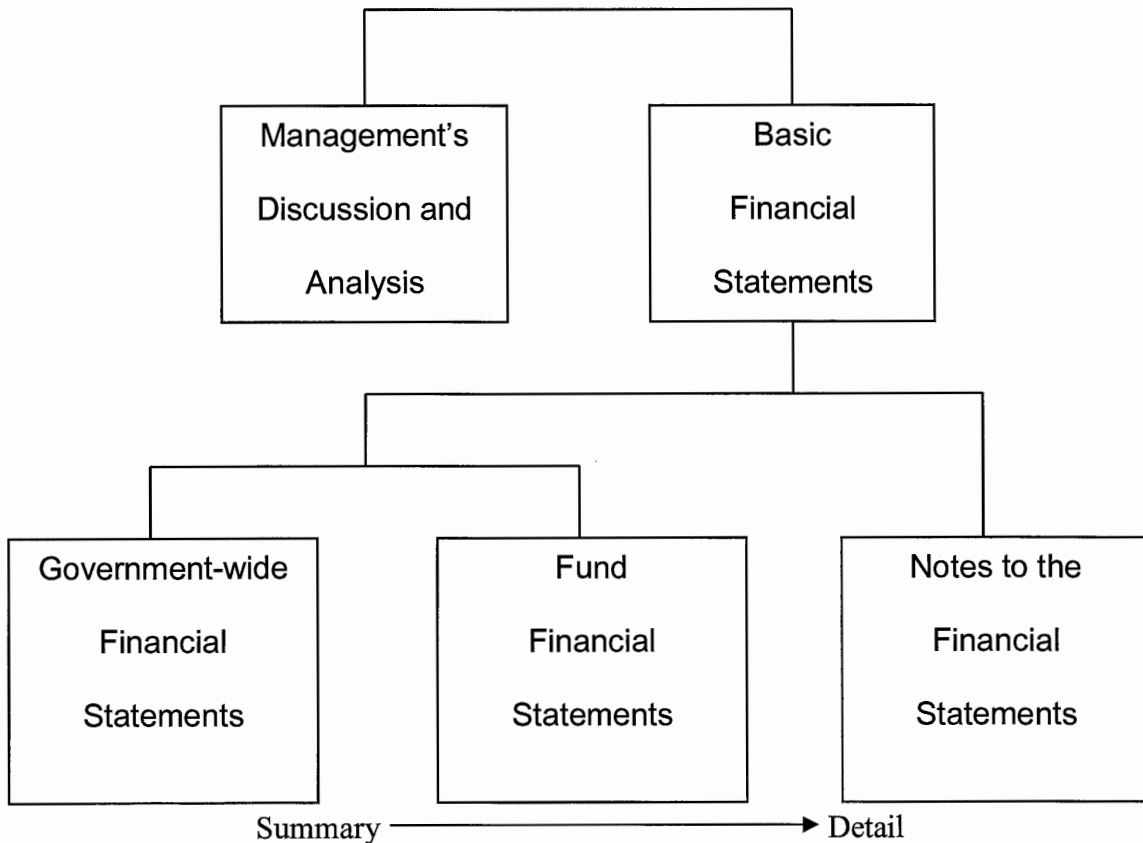 Management's
Discussion and
Analysis
Basic
Financial
Statements
Government-wide
Financial
Statements
Fund
Financial
Statements
Notes to the
Financial
Statements
Summary
Detail